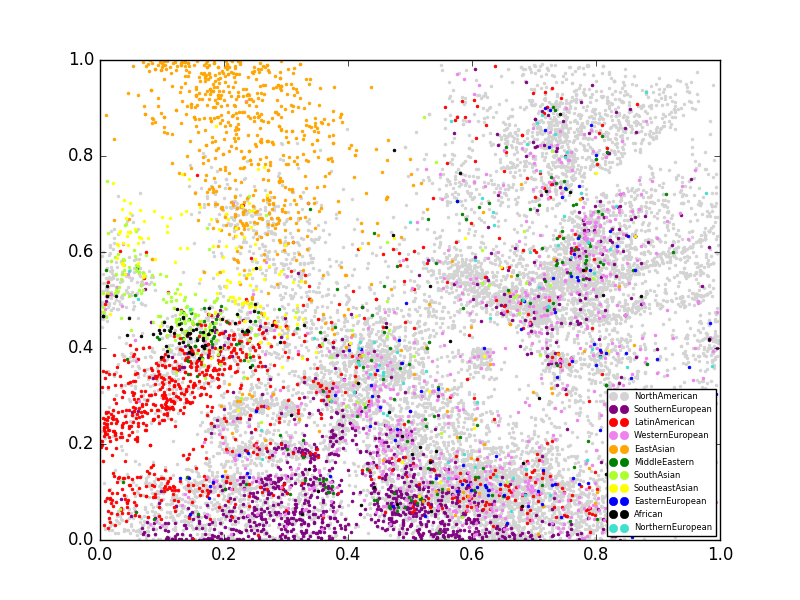 1.0
0.8
0.6
0.4
0.2
0.0
0.0 0.2 0.4 0.6 0.8 1.0
NorthAmerican
SouthernEuropean
LatinAmerican
WesternEuropean
EastAsian
MiddleEastern
SouthAsian
SoutheastAsian
EasternEuropean
African
NorthernEuropean